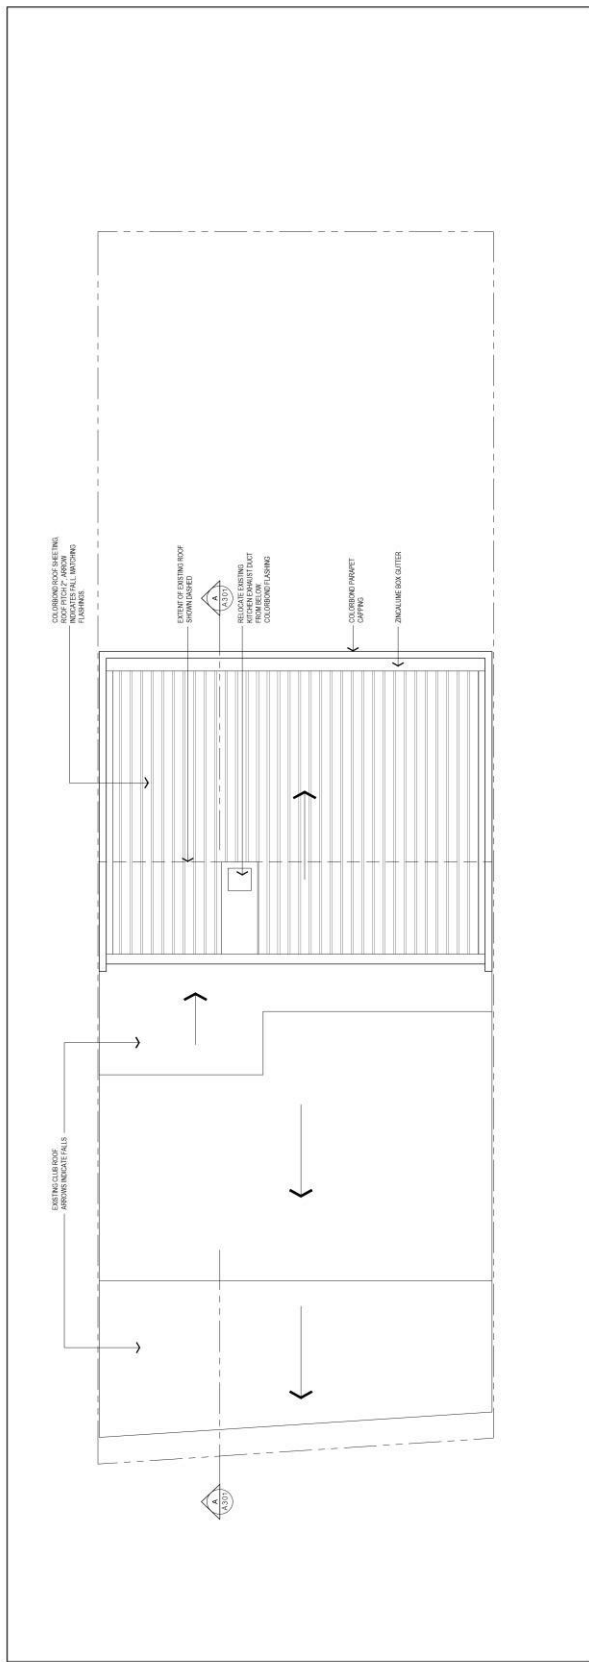 COLORBOND ROOF SHEETING,
ROOF PITCH 2°, ARROW
INDICATES FALL. MATCHING
FLASHINGS.
EXTENT OF EXISTING ROOF
SHOWN DASHED
A
A301
RELOCATE EXISTING
KITCHEN EXHAUST DUCT
FROM BELOW.
COLORBOND FLASHING
COLORBOND PARAPET
CAPPING
ZINCALUME BOX GUTTER
EXISTING CLUB ROOF.
ARROWS INDICATE FALLS
A
A301